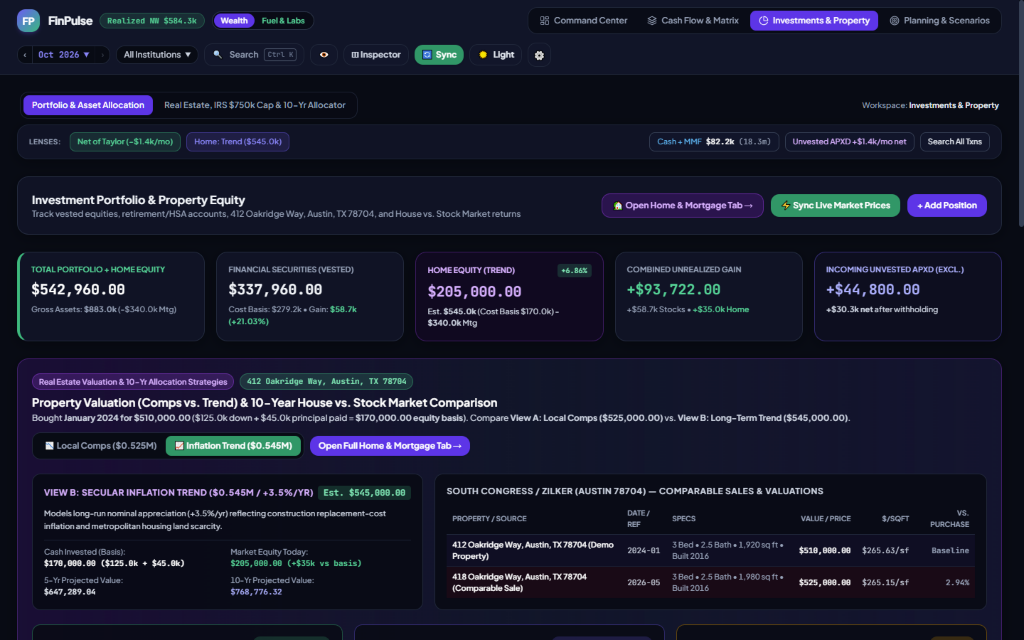 FP FinPulse Realized NW $584.3k Wealth Fuel & Labs Command Center Cash Flow & Matrix Investments & Property Planning & Scenarios
‹ Oct 2026 ▼ › All Institutions ▼ Search Ctrl K Inspector Sync Light
Portfolio & Asset Allocation Real Estate, IRS $750k Cap & 10-Yr Allocator Workspace: Investments & Property
LENSES: Net of Taylor (-$1.4k/mo) Home: Trend ($545.0k) Cash + MMF $82.2k (18.3m) Unvested APXD +$1.4k/mo net Search All Txns
Investment Portfolio & Property Equity
Track vested equities, retirement/HSA accounts, 412 Oakridge Way, Austin, TX 78704, and House vs. Stock Market returns
Open Home & Mortgage Tab → Sync Live Market Prices + Add Position
TOTAL PORTFOLIO + HOME EQUITY
$542,960.00
Gross Assets: $883.0k (-$340.0k Mtg)
FINANCIAL SECURITIES (VESTED)
$337,960.00
Cost Basis: $279.2k • Gain: $58.7k
(+21.03%)
HOME EQUITY (TREND) +6.86%
$205,000.00
Est. $545.0k (Cost Basis $170.0k) -
$340.0k Mtg
COMBINED UNREALIZED GAIN
+$93,722.00
+$58.7k Stocks • +$35.0k Home
INCOMING UNVESTED APXD (EXCL.)
+$44,800.00
+$30.3k net after withholding
Real Estate Valuation & 10-Yr Allocation Strategies 412 Oakridge Way, Austin, TX 78704
Property Valuation (Comps vs. Trend) & 10-Year House vs. Stock Market Comparison
Bought January 2024 for $510,000.00 ($125.0k down + $45.0k principal paid = $170,000.00 equity basis). Compare View A: Local Comps ($525,000.00) vs. View B: Long-Term Trend ($545,000.00).
Local Comps ($0.525M) Inflation Trend ($0.545M) Open Full Home & Mortgage Tab →
VIEW B: SECULAR INFLATION TREND ($0.545M / +3.5%/YR) Est. $545,000.00
Models long-run nominal appreciation (+3.5%/yr) reflecting construction replacement-cost
inflation and metropolitan housing land scarcity.
Cash Invested (Basis): Market Equity Today:
$170,000.00 ($125.0k + $45.0k) $205,000.00 (+$35k vs basis)
5-Yr Projected Value: 10-Yr Projected Value:
$647,289.04 $768,776.32
SOUTH CONGRESS / ZILKER (AUSTIN 78704) — COMPARABLE SALES & VALUATIONS
PROPERTY / SOURCE DATE / REF SPECS VALUE / PRICE $/SQFT VS. PURCHASE
412 Oakridge Way, Austin, TX 78704 (Demo Property) 2024-01 3 Bed • 2.5 Bath • 1,920 sq ft • Built 2016 $510,000.00 $265.63/sf Baseline
418 Oakridge Way, Austin, TX 78704 (Comparable Sale) 2026-05 3 Bed • 2.5 Bath • 1,980 sq ft • Built 2016 $525,000.00 $265.15/sf 2.94%